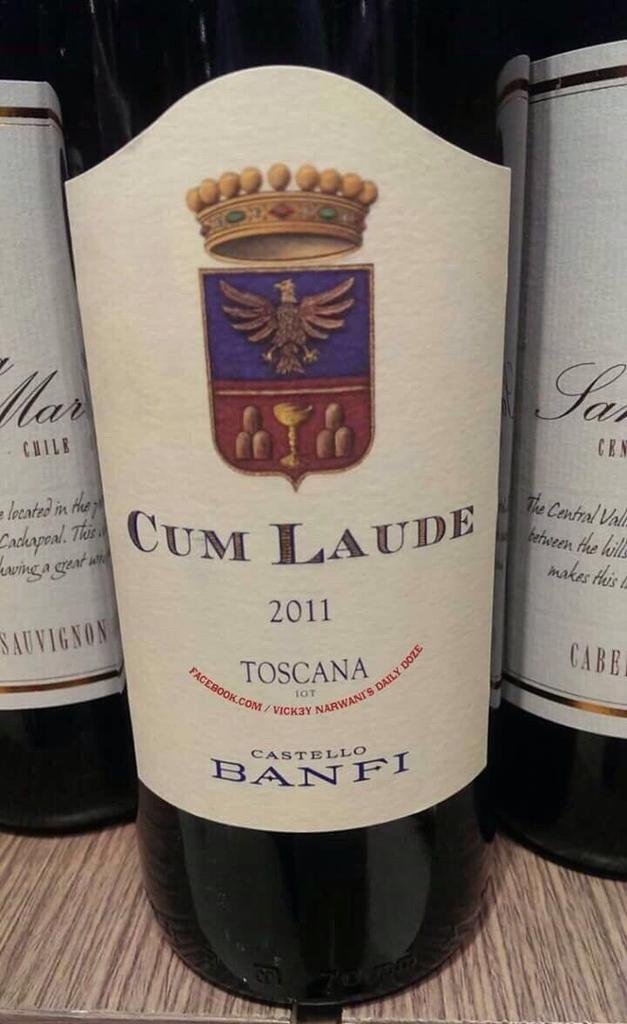 CUM LAUDE
2011
TOSCANA
IGT
FACEBOOK.COM / VICK3Y NARWANI'S DAILY DOZE
CASTELLO
BANFI
Mar
CHILE
located in the
Cachapoal. This
having a great
SAUVIGNON
San
CEN
The Central Vall
between the hills
makes this
CABE